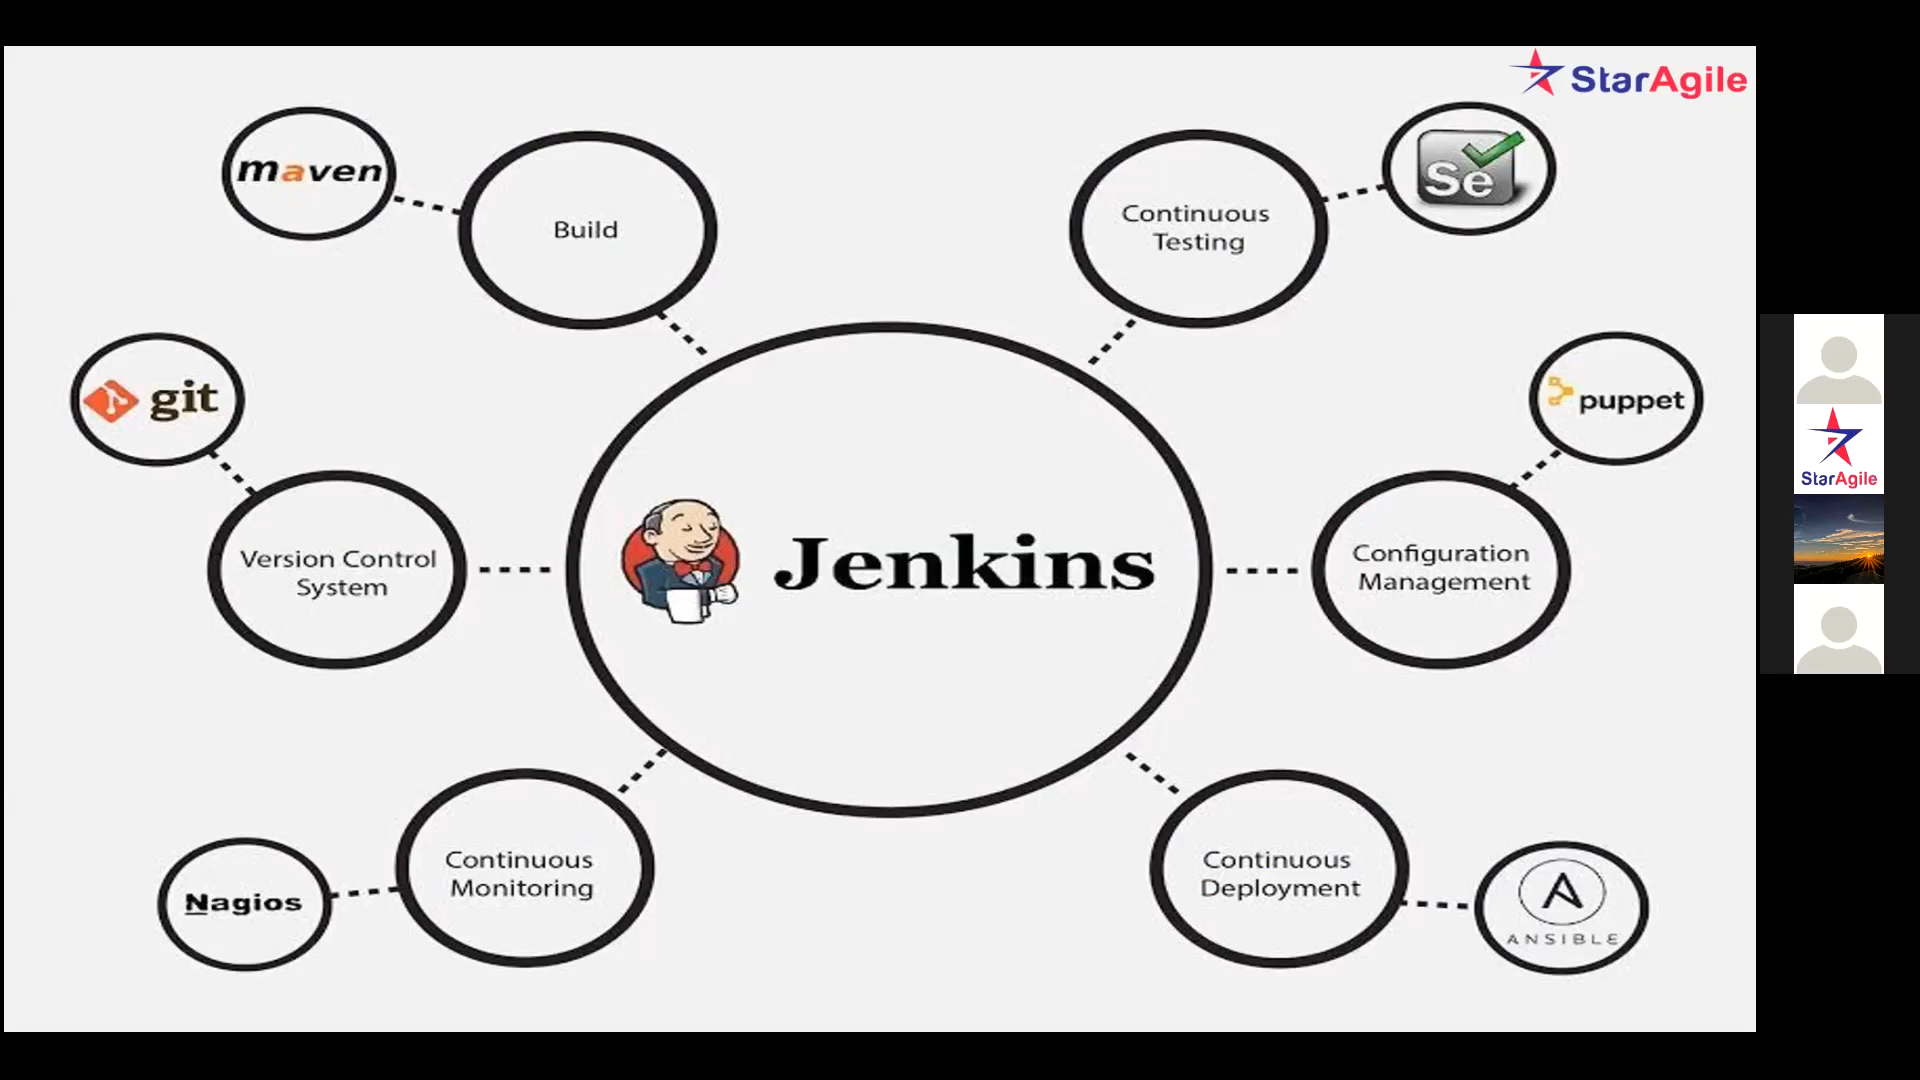 StarAgile
maven
Build
Continuous
Testing
Se
git
puppet
Version Control
System
Jenkins
Configuration
Management
StarAgile
Continuous
Monitoring
Nagios
Continuous
Deployment
A
ANSIBLE